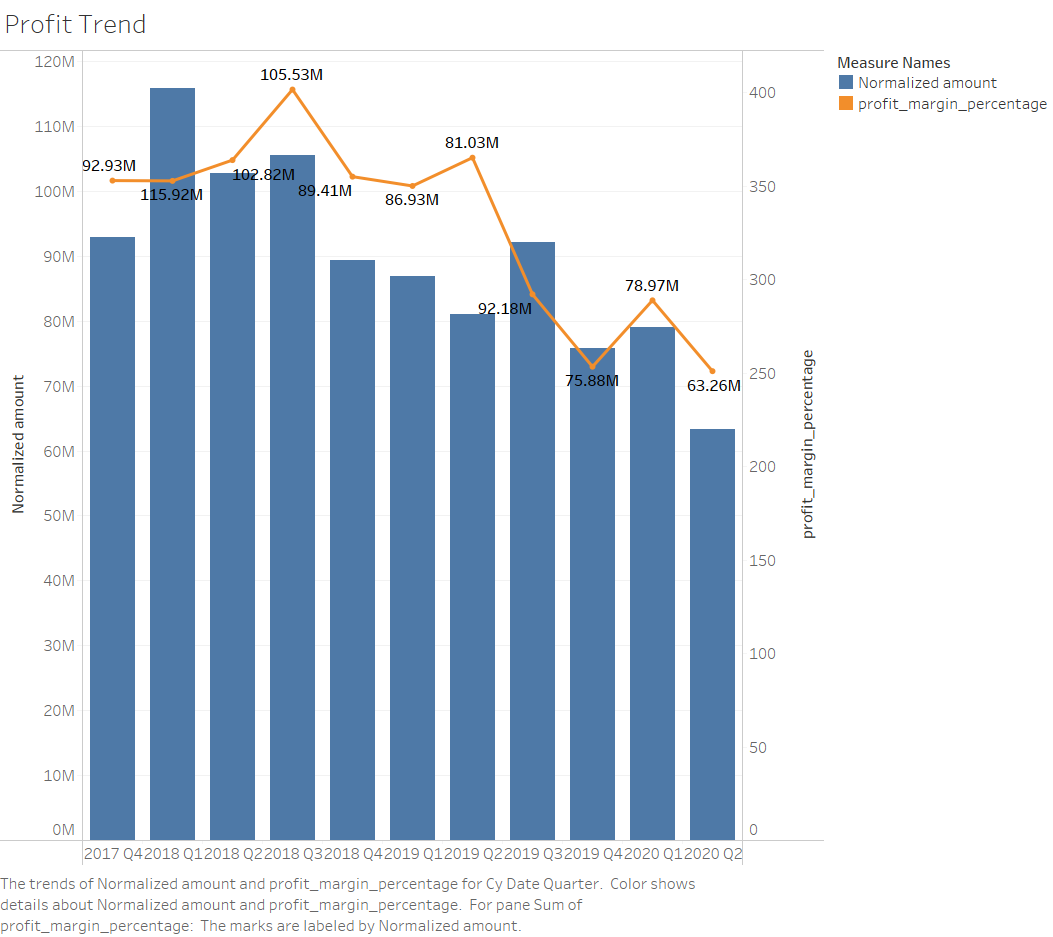 Profit Trend
Measure Names
Normalized amount
profit_margin_percentage
120M
110M
100M
90M
80M
70M
60M
50M
40M
30M
20M
10M
0M
Normalized amount
92.93M
115.92M
102.82M
105.53M
89.41M
86.93M
81.03M
92.18M
75.88M
78.97M
63.26M
400
350
300
250
200
150
100
50
0
profit_margin_percentage
2017 Q4 2018 Q1 2018 Q2 2018 Q3 2018 Q4 2019 Q1 2019 Q2 2019 Q3 2019 Q4 2020 Q1 2020 Q2
The trends of Normalized amount and profit_margin_percentage for Cy Date Quarter. Color shows
details about Normalized amount and profit_margin_percentage. For pane Sum of
profit_margin_percentage: The marks are labeled by Normalized amount.